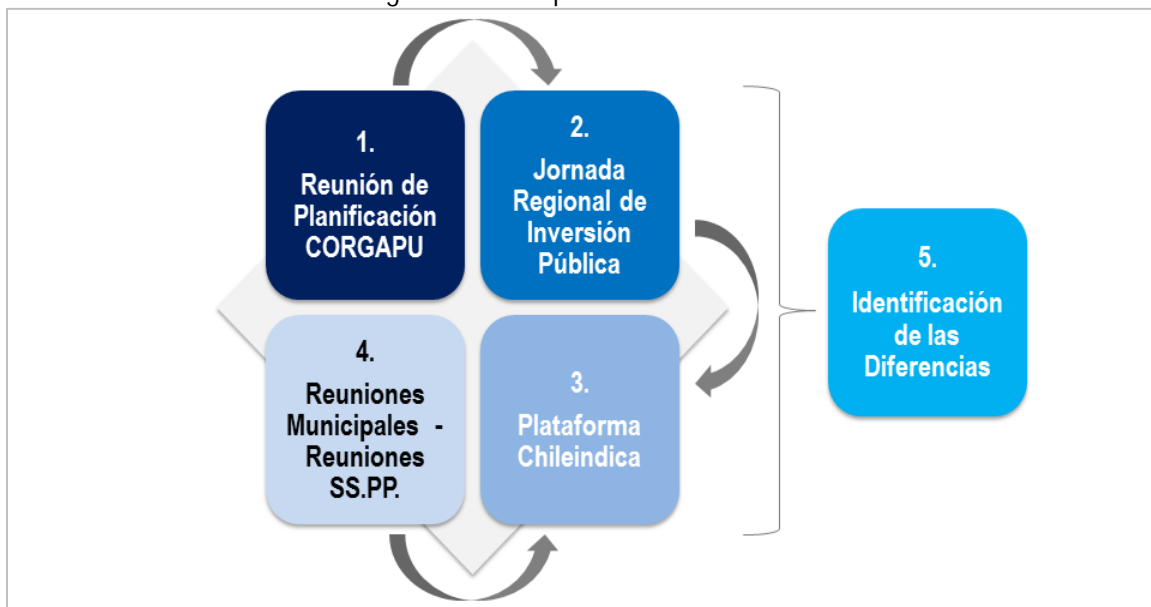 1.
Reunión de
Planificación
CORGAPU
2.
Jornada
Regional de
Inversión
Pública
4.
Reuniones
Municipales -
Reuniones
SS.PP.
3.
Plataforma
Chileindica
5.
Identificación
de las
Diferencias